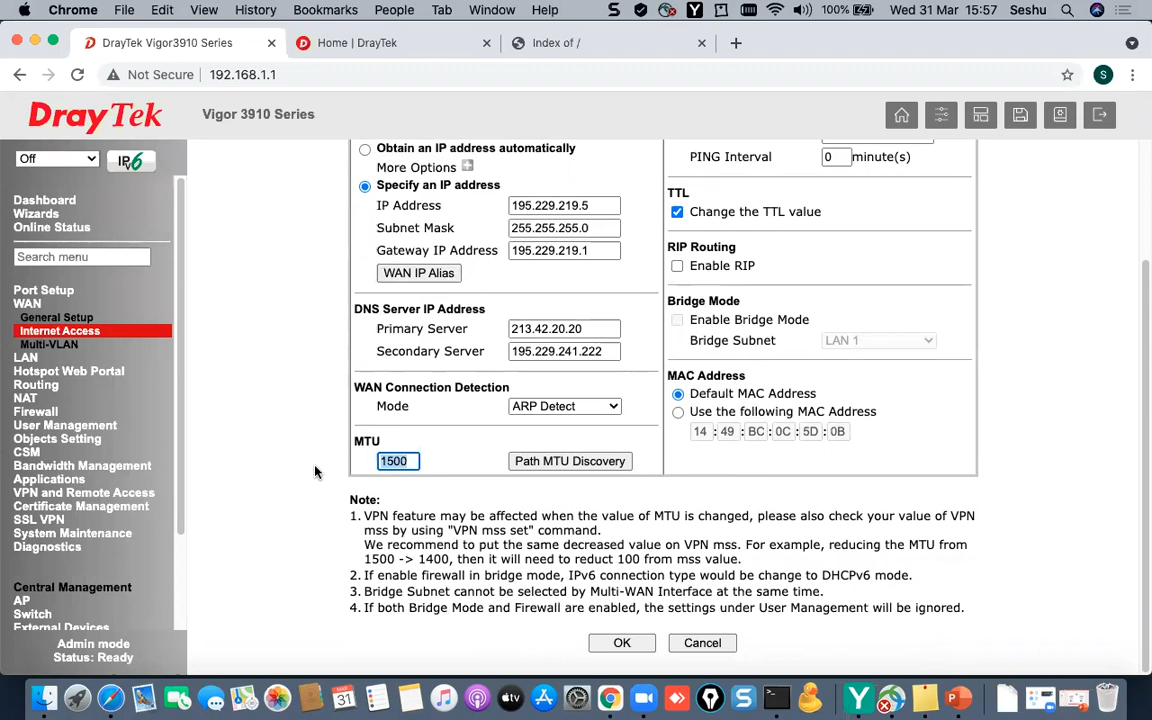 Chrome File Edit View History Bookmarks People Tab Window Help 100% Wed 31 Mar 15:57 Seshu
DrayTek Vigor3910 Series
Home | DrayTek
Index of /
Not Secure 192.168.1.1
S
DrayTek
Vigor 3910 Series
Off
IPv6
Dashboard
Wizards
Online Status
Search menu
Port Setup
WAN
General Setup
Internet Access
Multi-VLAN
LAN
Hotspot Web Portal
Routing
NAT
Firewall
User Management
Objects Setting
CSM
Bandwidth Management
Applications
VPN and Remote Access
Certificate Management
SSL VPN
System Maintenance
Diagnostics
Central Management
AP
Switch
External Devices
Admin mode
Status: Ready
Obtain an IP address automatically
More Options
Specify an IP address
IP Address 195.229.219.5
Subnet Mask 255.255.255.0
Gateway IP Address 195.229.219.1
WAN IP Alias
DNS Server IP Address
Primary Server 213.42.20.20
Secondary Server 195.229.241.222
WAN Connection Detection
Mode ARP Detect
MTU
1500 Path MTU Discovery
PING Interval 0 minute(s)
TTL
Change the TTL value
RIP Routing
Enable RIP
Bridge Mode
Enable Bridge Mode
Bridge Subnet LAN 1
MAC Address
Default MAC Address
Use the following MAC Address
14 : 49 : BC : 0C : 5D : 0B
Note:
1. VPN feature may be affected when the value of MTU is changed, please also check your value of VPN
mss by using "VPN mss set" command.
We recommend to put the same decreased value on VPN mss. For example, reducing the MTU from
1500 -> 1400, then it will need to reduct 100 from mss value.
2. If enable firewall in bridge mode, IPv6 connection type would be change to DHCPv6 mode.
3. Bridge Subnet cannot be selected by Multi-WAN Interface at the same time.
4. If both Bridge Mode and Firewall are enabled, the settings under User Management will be ignored.
OK Cancel